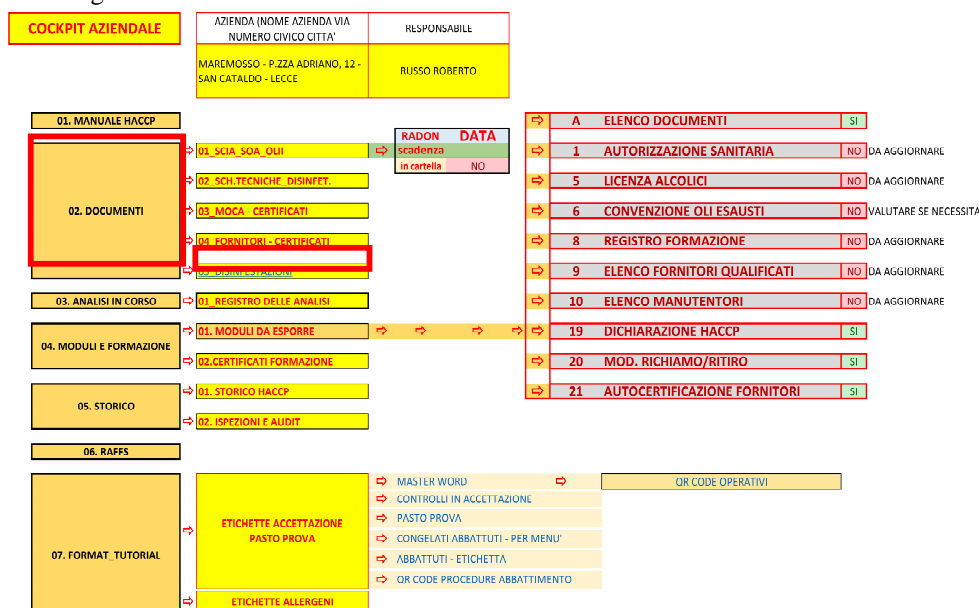 COCKPIT AZIENDALE
AZIENDA (NOME AZIENDA VIA
NUMERO CIVICO CITTA'
RESPONSABILE
MAREMOSSO - P.ZZA ADRIANO, 12 -
SAN CATALDO - LECCE
RUSSO ROBERTO
01. MANUALE HACCP
A ELENCO DOCUMENTI SI
RADON DATA
scadenza
in cartella NO
02. DOCUMENTI
01_SCIA_SOA_OLII
1 AUTORIZZAZIONE SANITARIA NO DA AGGIORNARE
02_SCH.TECNICHE_DISINFET.
5 LICENZA ALCOLICI NO DA AGGIORNARE
03_MOCA - CERTIFICATI
6 CONVENZIONE OLI ESAUSTI NO VALUTARE SE NECESSITA
04_FORNITORI - CERTIFICATI
8 REGISTRO FORMAZIONE NO DA AGGIORNARE
05_DISINFESTAZIONI
9 ELENCO FORNITORI QUALIFICATI NO DA AGGIORNARE
03. ANALISI IN CORSO
01_REGISTRO DELLE ANALISI
10 ELENCO MANUTENTORI NO DA AGGIORNARE
04. MODULI E FORMAZIONE
01. MODULI DA ESPORRE
19 DICHIARAZIONE HACCP SI
02.CERTIFICATI FORMAZIONE
20 MOD. RICHIAMO/RITIRO SI
05. STORICO
01. STORICO HACCP
21 AUTOCERTIFICAZIONE FORNITORI SI
02. ISPEZIONI E AUDIT
06. RAFFS
07. FORMAT_TUTORIAL
ETICHETTE ACCETTAZIONE
PASTO PROVA
MASTER WORD
QR CODE OPERATIVI
CONTROLLI IN ACCETTAZIONE
PASTO PROVA
CONGELATI ABBATTUTI - PER MENU'
ABBATTUTI - ETICHETTA
QR CODE PROCEDURE ABBATTIMENTO
ETICHETTE ALLERGENI